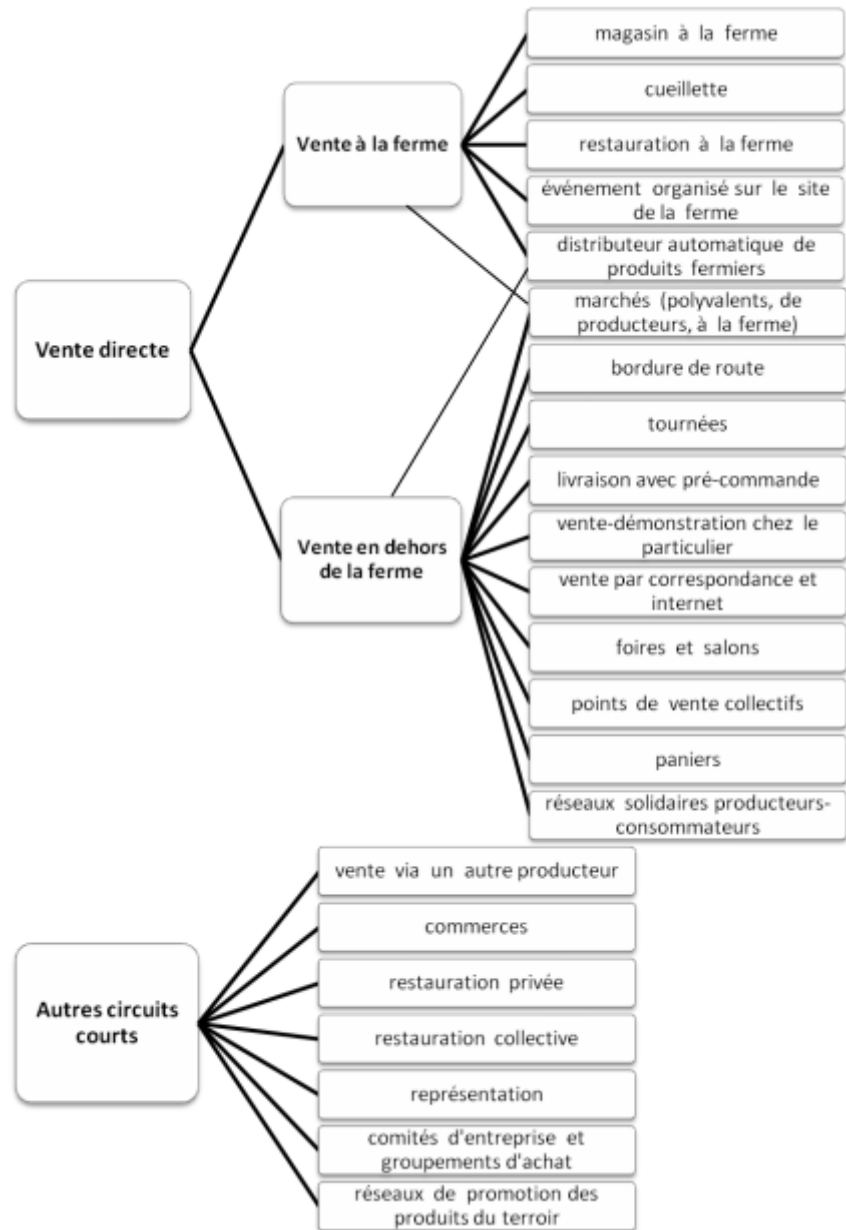 magasin à la ferme
cueillette
Vente à la ferme
restauration à la ferme
événement organisé sur le site
de la ferme
distributeur automatique de
produits fermiers
marchés (polyvalents, de
producteurs, à la ferme)
Vente directe
bordure de route
tournées
livraison avec pré-commande
Vente en dehors
de la ferme
vente-démonstration chez le
particulier
vente par correspondance et
internet
foires et salons
points de vente collectifs
paniers
réseaux solidaires producteurs-
consommateurs
vente via un autre producteur
commerces
restauration privée
Autres circuits
courts
restauration collective
représentation
comités d'entreprise et
groupements d'achat
réseaux de promotion des
produits du terroir